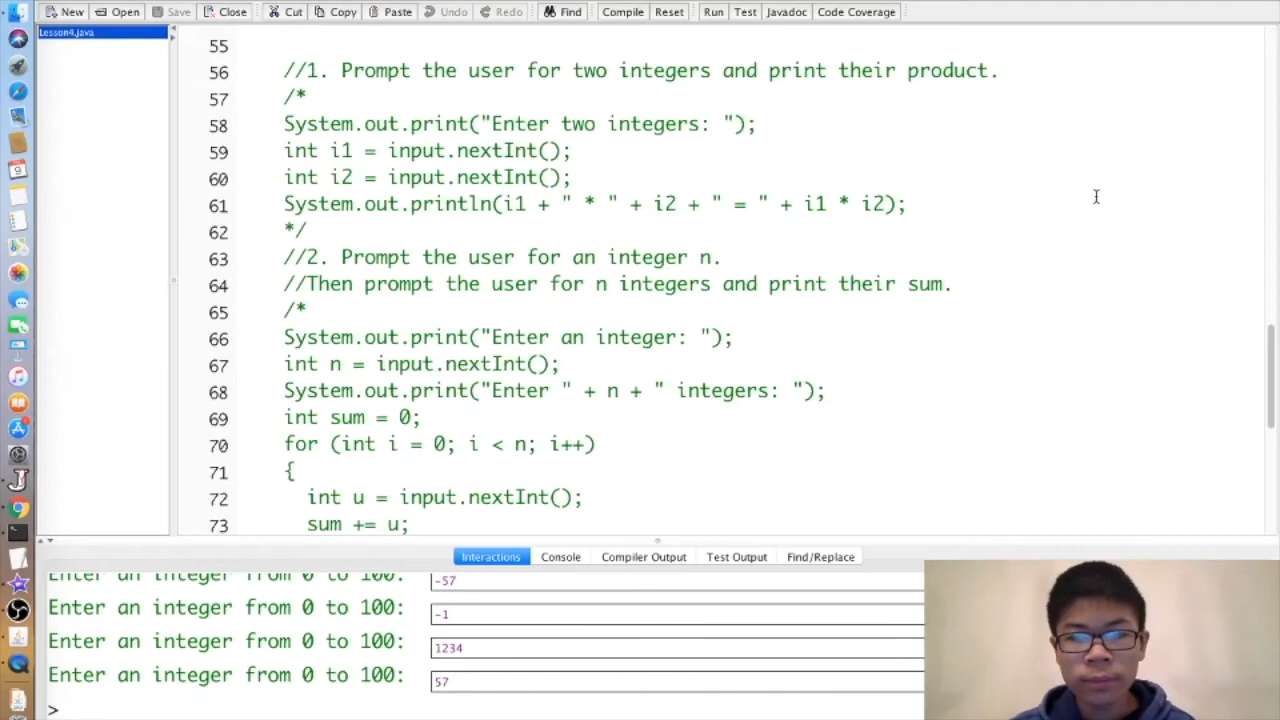 New Open Save Close Cut Copy Paste Undo Redo Find Compile Reset Run Test Javadoc Code Coverage
Lesson4.java
55
56 //1. Prompt the user for two integers and print their product.
57 /*
58 System.out.print("Enter two integers: ");
59 int i1 = input.nextInt();
60 int i2 = input.nextInt();
61 System.out.println(i1 + " * " + i2 + " = " + i1 * i2);
62 */
63 //2. Prompt the user for an integer n.
64 //Then prompt the user for n integers and print their sum.
65 /*
66 System.out.print("Enter an integer: ");
67 int n = input.nextInt();
68 System.out.print("Enter " + n + " integers: ");
69 int sum = 0;
70 for (int i = 0; i < n; i++)
71 {
72 int u = input.nextInt();
73 sum += u;
Interactions Console Compiler Output Test Output Find/Replace
Enter an integer from 0 to 100: -57
Enter an integer from 0 to 100: -1
Enter an integer from 0 to 100: 1234
Enter an integer from 0 to 100: 57
>